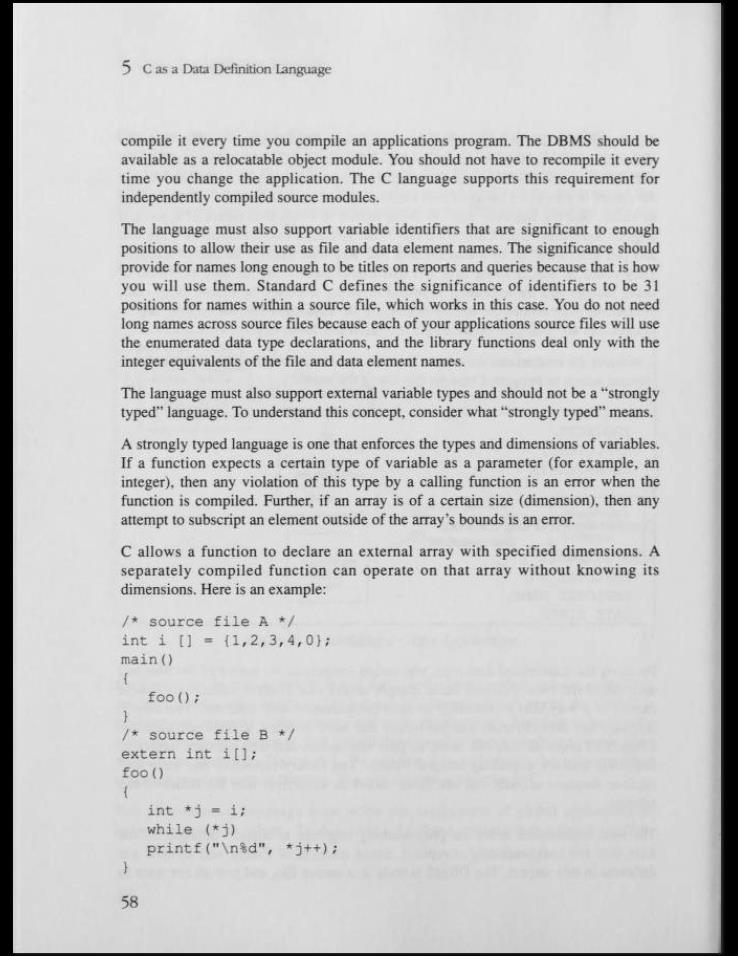 5 C as a Data Definition Language
compile it every time you compile an applications program. The DBMS should be
available as a relocatable object module. You should not have to recompile it every
time you change the application. The C language supports this requirement for
independently compiled source modules.
The language must also support variable identifiers that are significant to enough
positions to allow their use as file and data element names. The significance should
provide for names long enough to be titles on reports and queries because that is how
you will use them. Standard C defines the significance of identifiers to be 31
positions for names within a source file, which works in this case. You do not need
long names across source files because each of your applications source files will use
the enumerated data type declarations, and the library functions deal only with the
integer equivalents of the file and data element names.
The language must also support external variable types and should not be a “strongly
typed” language. To understand this concept, consider what “strongly typed” means.
A strongly typed language is one that enforces the types and dimensions of variables.
If a function expects a certain type of variable as a parameter (for example, an
integer), then any violation of this type by a calling function is an error when the
function is compiled. Further, if an array is of a certain size (dimension), then any
attempt to subscript an element outside of the array’s bounds is an error.
C allows a function to declare an external array with specified dimensions. A
separately compiled function can operate on that array without knowing its
dimensions. Here is an example:
/* source file A */
int i [] = {1,2,3,4,0};
main()
{
foo();
}
/* source file B */
extern int i[];
foo()
{
int *j = i;
while (*j)
printf("\n%d", *j++);
}
58